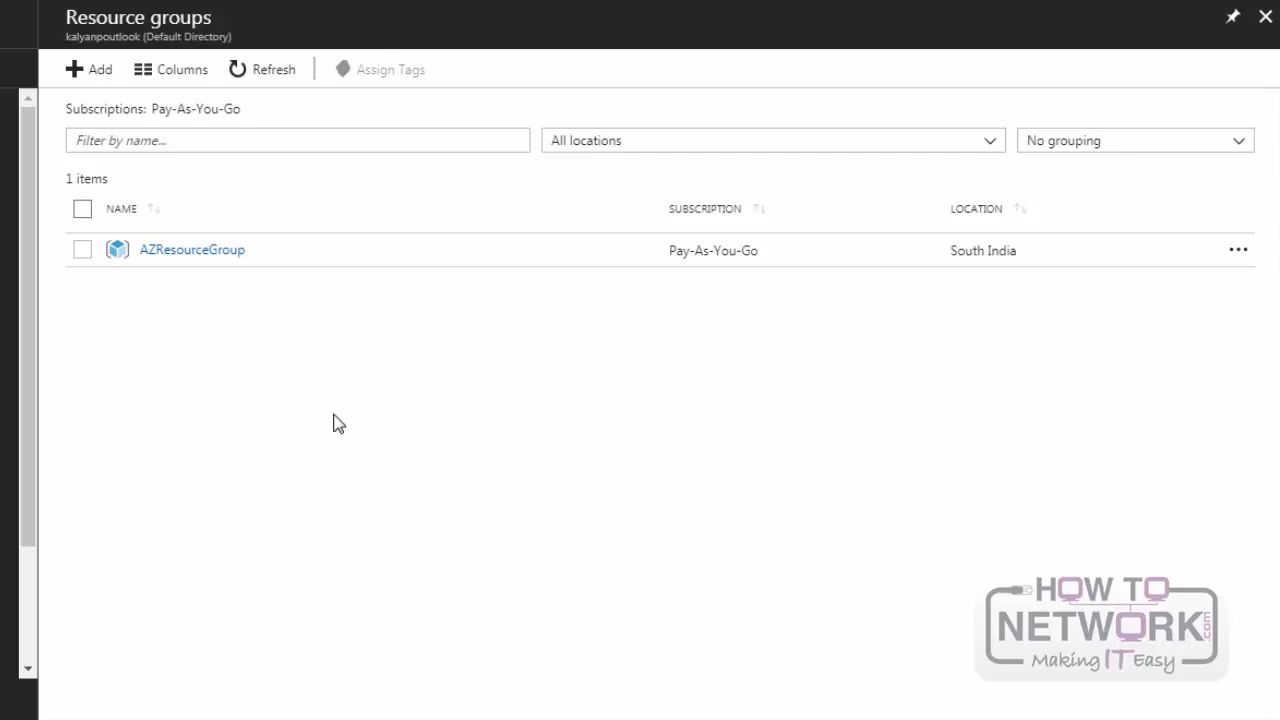 Resource groups
kalyanpoutlook (Default Directory)
Add Columns Refresh Assign Tags
Subscriptions: Pay-As-You-Go
Filter by name... All locations No grouping
1 items
NAME SUBSCRIPTION LOCATION
AZResourceGroup Pay-As-You-Go South India
HOW TO
NETWORK.com
Making IT Easy